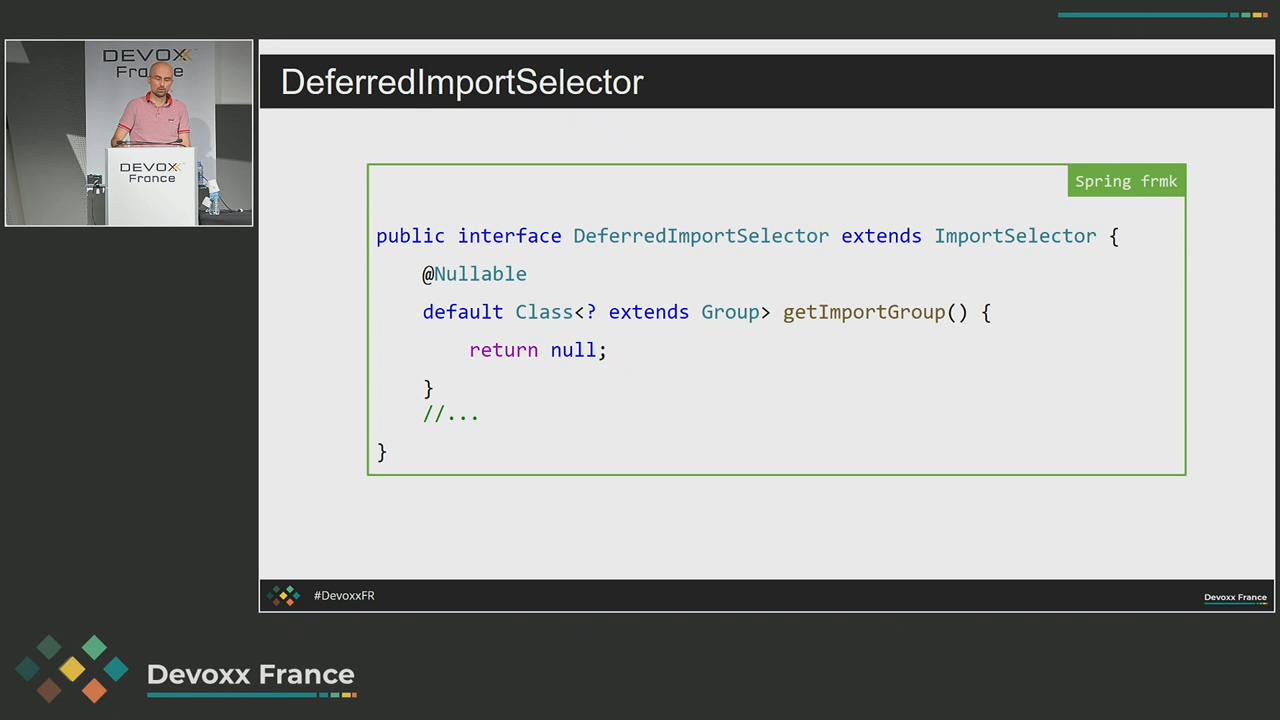 DEVOXX
France
DEVOXX
France
DeferredImportSelector
Spring frmk
public interface DeferredImportSelector extends ImportSelector {
@Nullable
default Class<? extends Group> getImportGroup() {
return null;
}
//...
}
#DevoxxFR
Devoxx France
Devoxx France